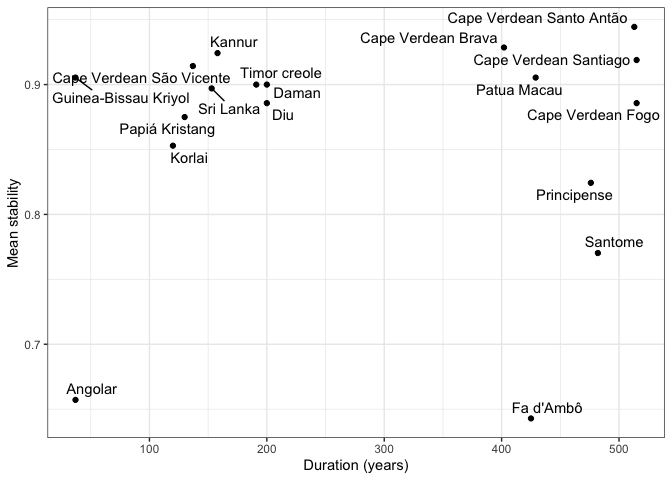 Cape Verdean Santo Antão
Cape Verdean Brava
Kannur
Cape Verdean Santiago
Timor creole
Cape Verdean São Vicente
Patua Macau
Daman
Guinea-Bissau Kriyol
Sri Lanka
Diu
Cape Verdean Fogo
Papiá Kristang
Korlai
Principense
Santome
Angolar
Fa d'Ambô
0.9
0.8
0.7
Mean stability
100 200 300 400 500
Duration (years)